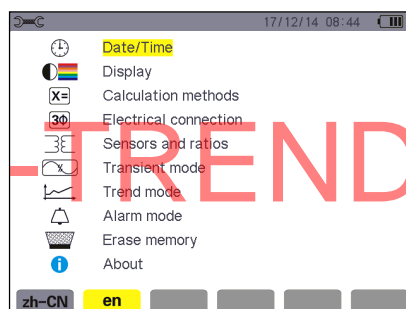 17/12/14 08:44
Date/Time
Display
X= Calculation methods
3Φ Electrical connection
Sensors and ratios
Transient mode
Trend mode
Alarm mode
Erase memory
i About
-TREND
zh-CN en